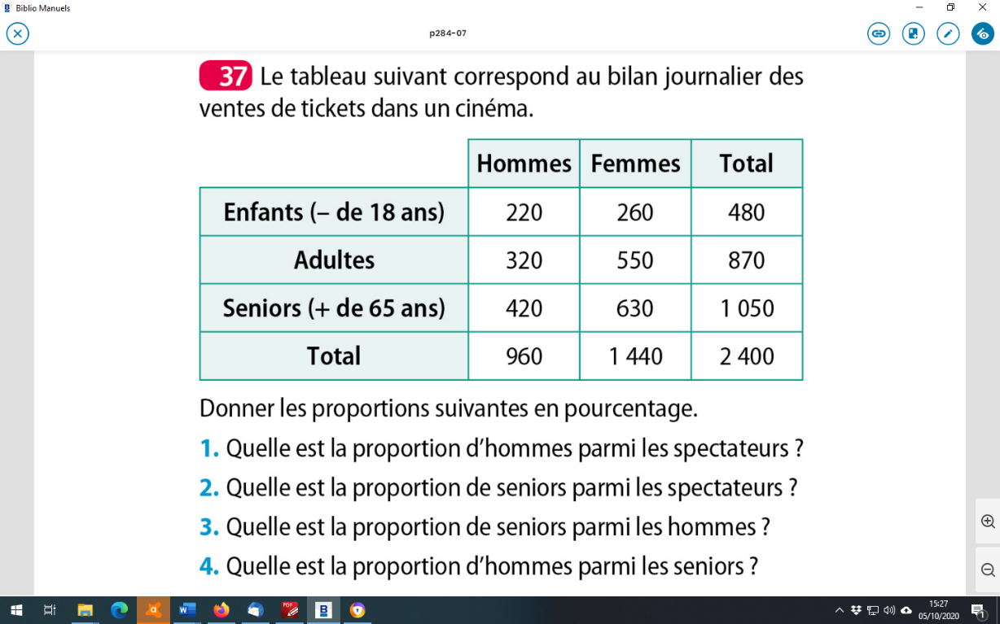 Biblio Manuels
p284-07
37 Le tableau suivant correspond au bilan journalier des
ventes de tickets dans un cinéma.
Hommes Femmes Total
Enfants (– de 18 ans) 220 260 480
Adultes 320 550 870
Seniors (+ de 65 ans) 420 630 1 050
Total 960 1 440 2 400
Donner les proportions suivantes en pourcentage.
1. Quelle est la proportion d’hommes parmi les spectateurs ?
2. Quelle est la proportion de seniors parmi les spectateurs ?
3. Quelle est la proportion de seniors parmi les hommes ?
4. Quelle est la proportion d’hommes parmi les seniors ?
15:27
05/10/2020